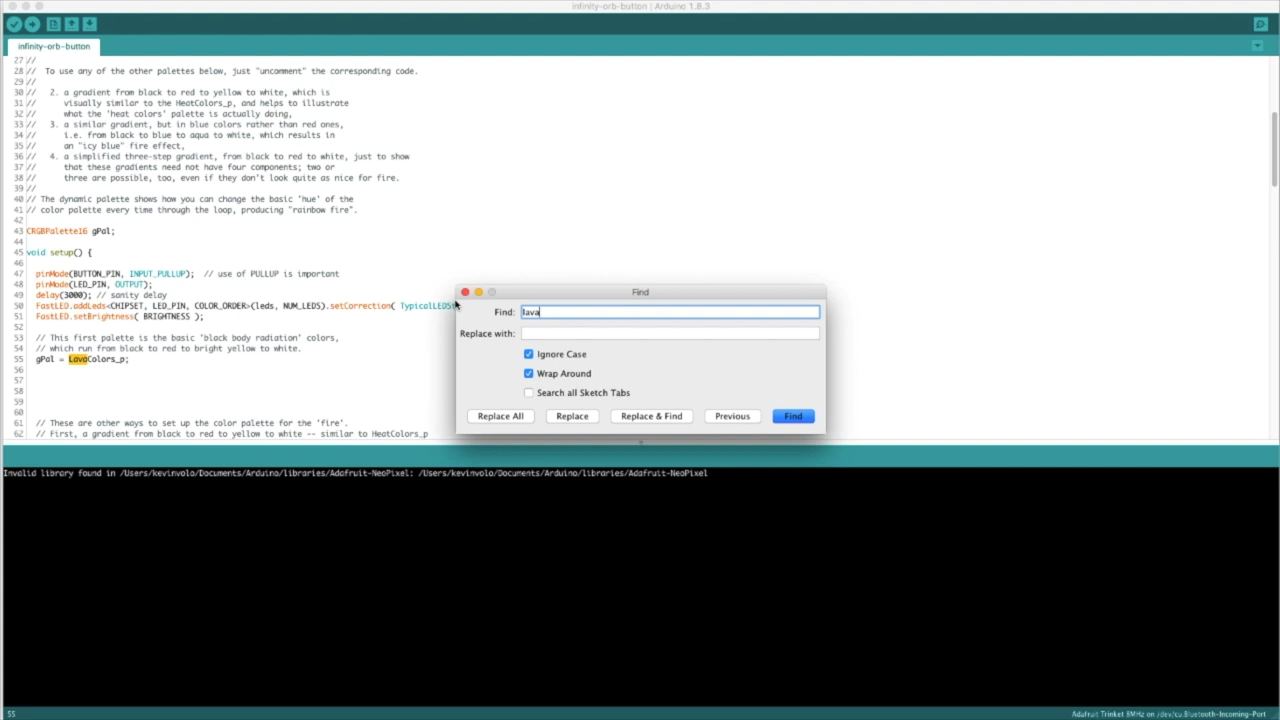 infinity-orb-button | Arduino 1.8.3
infinity-orb-button
27 //
28 //  To use any of the other palettes below, just "uncomment" the corresponding code.
29 //
30 //   2. a gradient from black to red to yellow to white, which is
31 //      visually similar to the HeatColors_p, and helps to illustrate
32 //      what the 'heat colors' palette is actually doing,
33 //   3. a similar gradient, but in blue colors rather than red ones,
34 //      i.e. from black to blue to aqua to white, which results in
35 //      an "icy blue" fire effect,
36 //   4. a simplified three-step gradient, from black to red to white, just to show
37 //      that these gradients need not have four components; two or
38 //      three are possible, too, even if they don't look quite as nice for fire.
39 //
40 // The dynamic palette shows how you can change the basic 'hue' of the
41 // color palette every time through the loop, producing "rainbow fire".
42
43 CRGBPalette16 gPal;
44
45 void setup() {
46
47   pinMode(BUTTON_PIN, INPUT_PULLUP);  // use of PULLUP is important
48   pinMode(LED_PIN, OUTPUT);
49   delay(3000); // sanity delay
50   FastLED.addLeds<CHIPSET, LED_PIN, COLOR_ORDER>(leds, NUM_LEDS).setCorrection( TypicalLEDS
51   FastLED.setBrightness( BRIGHTNESS );
52
53   // This first palette is the basic 'black body radiation' colors,
54   // which run from black to red to bright yellow to white.
55   gPal = LavaColors_p;
56
57
58
59
60
61   // These are other ways to set up the color palette for the 'fire'.
62   // First, a gradient from black to red to yellow to white -- similar to HeatColors_p
Find
Find: lava
Replace with:
Ignore Case
Wrap Around
Search all Sketch Tabs
Replace All Replace Replace & Find Previous Find
Invalid library found in /Users/kevinvolo/Documents/Arduino/libraries/Adafruit-NeoPixel: /Users/kevinvolo/Documents/Arduino/libraries/Adafruit-NeoPixel
55 Adafruit Trinket 8MHz on /dev/cu.Bluetooth-Incoming-Port